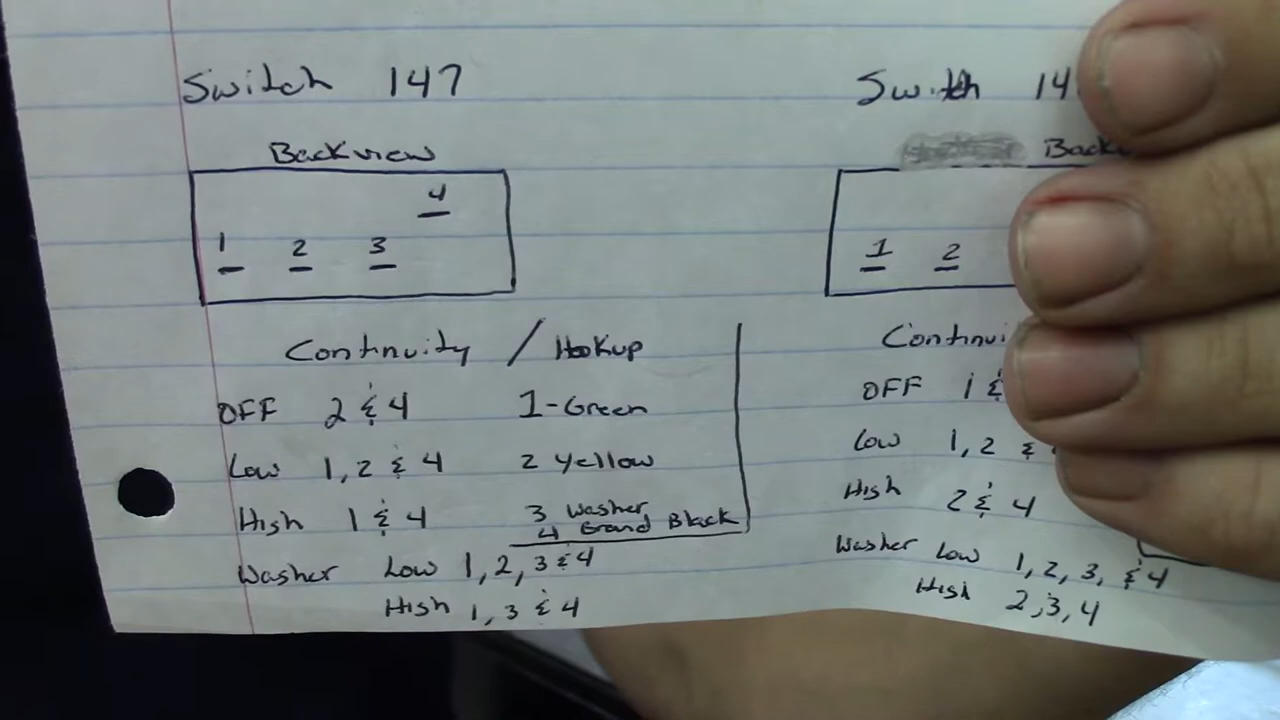 Switch 147
Backview
4
1 2 3
Continuity / Hookup
OFF 2 & 4 1-Green
Low 1, 2 & 4 2 Yellow
High 1 & 4 3 Washer
4 Grand Black
Washer Low 1, 2, 3 & 4
High 1, 3 & 4
Switch 14
1 2
OFF 1 &
Low 1, 2 &
High 2 & 4
Washer Low 1, 2, 3, & 4
High 2,3,4